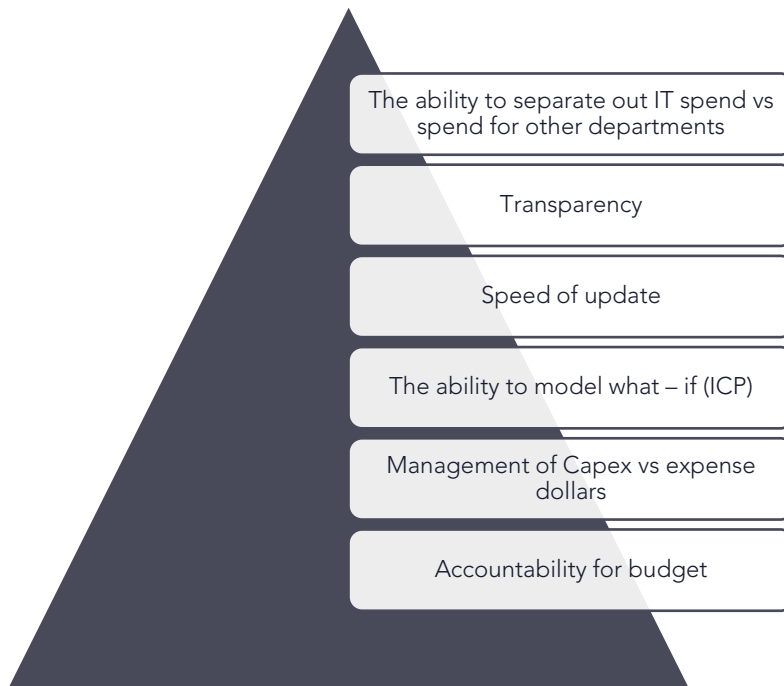 The ability to separate out IT spend vs
spend for other departments
Transparency
Speed of update
The ability to model what – if (ICP)
Management of Capex vs expense
dollars
Accountability for budget